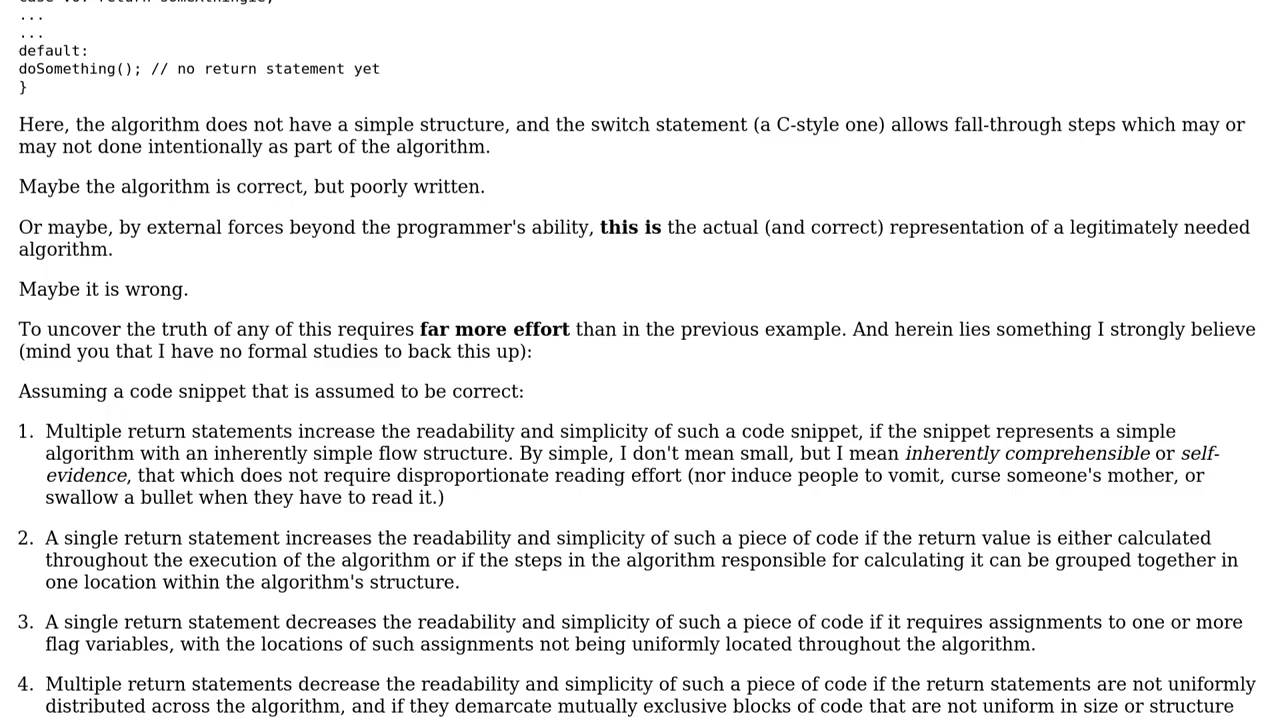 ...
...
default:
doSomething(); // no return statement yet
}
Here, the algorithm does not have a simple structure, and the switch statement (a C-style one) allows fall-through steps which may or
may not done intentionally as part of the algorithm.
Maybe the algorithm is correct, but poorly written.
Or maybe, by external forces beyond the programmer's ability, this is the actual (and correct) representation of a legitimately needed
algorithm.
Maybe it is wrong.
To uncover the truth of any of this requires far more effort than in the previous example. And herein lies something I strongly believe
(mind you that I have no formal studies to back this up):
Assuming a code snippet that is assumed to be correct:
1. Multiple return statements increase the readability and simplicity of such a code snippet, if the snippet represents a simple
algorithm with an inherently simple flow structure. By simple, I don't mean small, but I mean inherently comprehensible or self-
evidence, that which does not require disproportionate reading effort (nor induce people to vomit, curse someone's mother, or
swallow a bullet when they have to read it.)
2. A single return statement increases the readability and simplicity of such a piece of code if the return value is either calculated
throughout the execution of the algorithm or if the steps in the algorithm responsible for calculating it can be grouped together in
one location within the algorithm's structure.
3. A single return statement decreases the readability and simplicity of such a piece of code if it requires assignments to one or more
flag variables, with the locations of such assignments not being uniformly located throughout the algorithm.
4. Multiple return statements decrease the readability and simplicity of such a piece of code if the return statements are not uniformly
distributed across the algorithm, and if they demarcate mutually exclusive blocks of code that are not uniform in size or structure